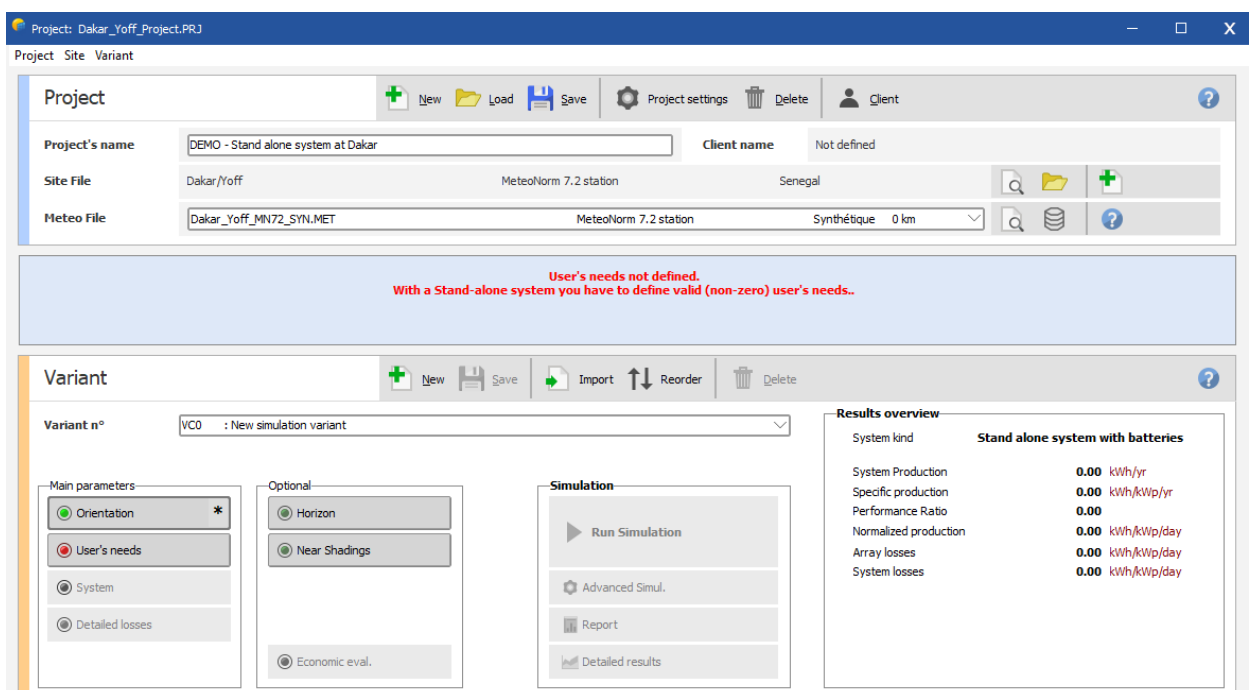 Project: Dakar_Yoff_Project.PRJ
Project Site Variant
Project New Load Save Project settings Delete Client
Project's name DEMO - Stand alone system at Dakar Client name Not defined
Site File Dakar/Yoff MeteoNorm 7.2 station Senegal
Meteo File Dakar_Yoff_MN72_SYN.MET MeteoNorm 7.2 station Synthétique 0 km
User's needs not defined.
With a Stand-alone system you have to define valid (non-zero) user's needs..
Variant New Save Import Reorder Delete
Variant n° VC0 : New simulation variant
Main parameters
Orientation *
User's needs
System
Detailed losses
Optional
Horizon
Near Shadings
Economic eval.
Simulation
Run Simulation
Advanced Simul.
Report
Detailed results
Results overview
System kind Stand alone system with batteries
System Production 0.00 kWh/yr
Specific production 0.00 kWh/kWp/yr
Performance Ratio 0.00
Normalized production 0.00 kWh/kWp/day
Array losses 0.00 kWh/kWp/day
System losses 0.00 kWh/kWp/day